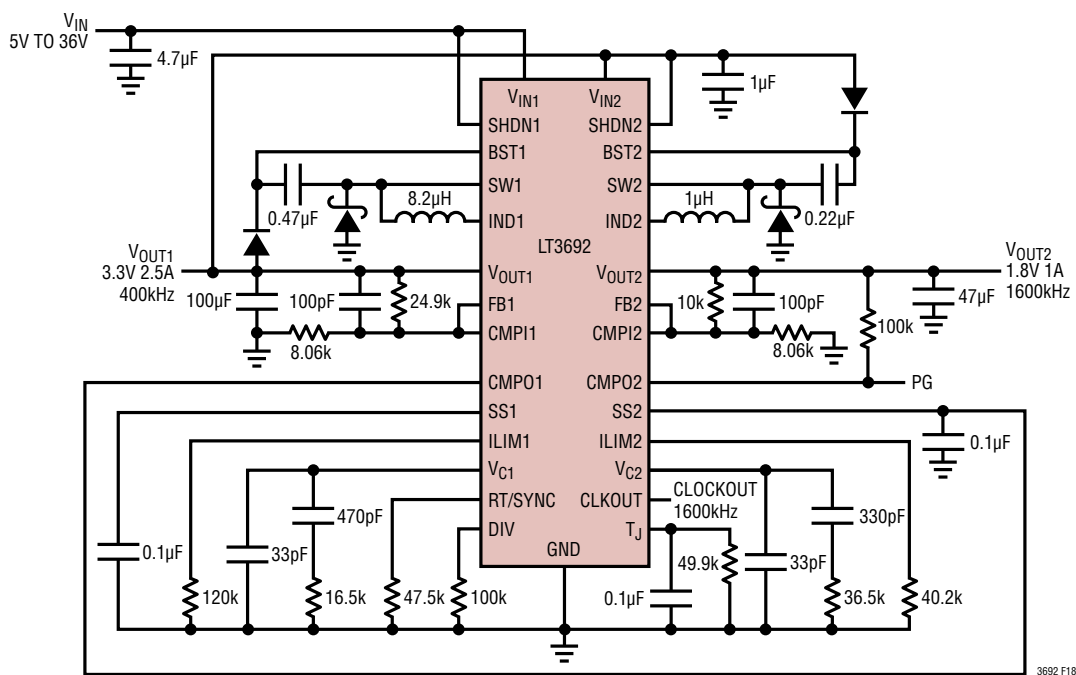 VIN
5V TO 36V
4.7µF
1µF
VIN1
VIN2
SHDN1
SHDN2
BST1
BST2
SW1
SW2
0.47µF
8.2µH
1µH
0.22µF
IND1
IND2
LT3692
VOUT1
3.3V 2.5A
400kHz
VOUT1
VOUT2
VOUT2
1.8V 1A
1600kHz
100µF
100pF
24.9k
FB1
FB2
10k
100pF
47µF
100k
8.06k
CMPI1
CMPI2
8.06k
CMPO1
CMPO2
PG
SS1
SS2
0.1µF
ILIM1
ILIM2
VC1
VC2
RT/SYNC
CLKOUT
CLOCKOUT
1600kHz
470pF
330pF
DIV
TJ
GND
0.1µF
33pF
49.9k
33pF
120k
16.5k
47.5k
100k
0.1µF
36.5k
40.2k
3692 F18